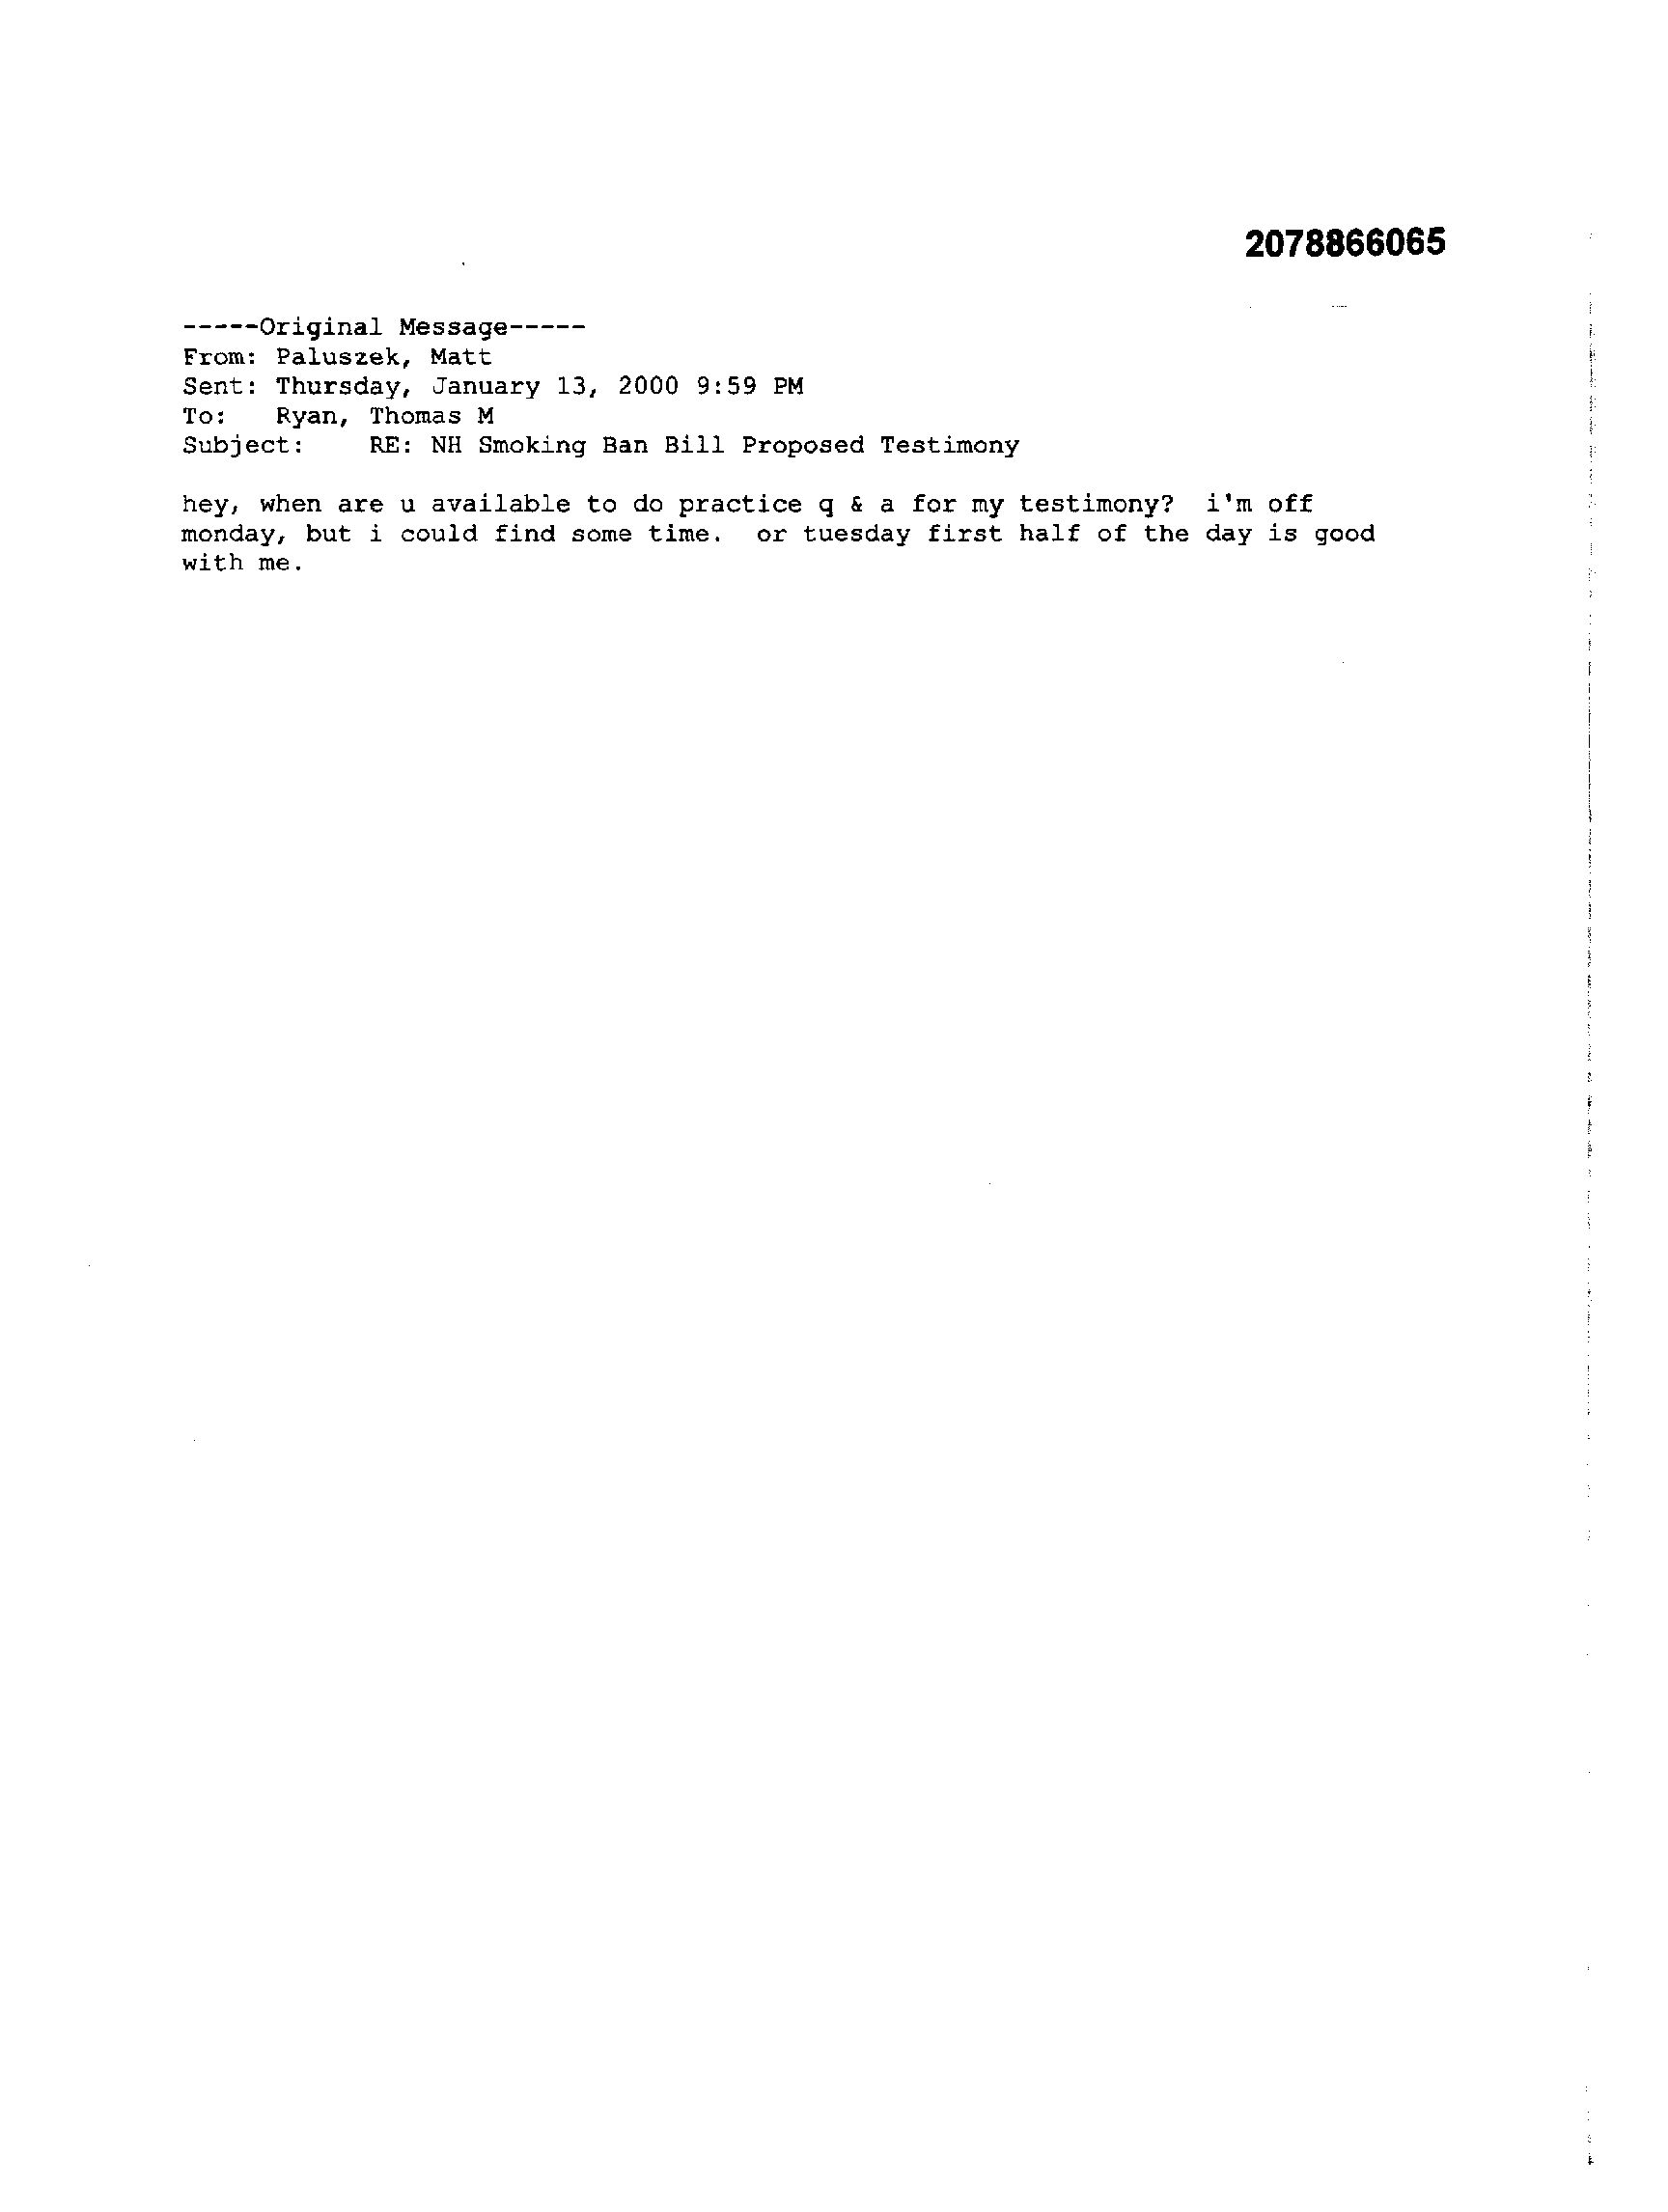 2078866065
-----Original Message-----
From: Paluszek, Matt
Sent: Thursday, January 13, 2000 9:59 PM
To: Ryan, Thomas M
Subject: RE: NH Smoking Ban Bill Proposed Testimony
hey, when are u available to do practice q & a for my testimony? i'm off
monday, but i could find some time. or tuesday first half of the day is good
with me.